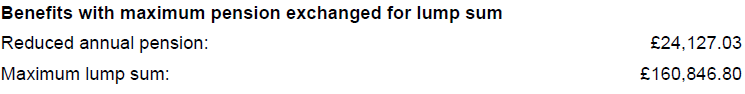 Benefits with maximum pension exchanged for lump sum
Reduced annual pension: £24,127.03
Maximum lump sum: £160,846.80